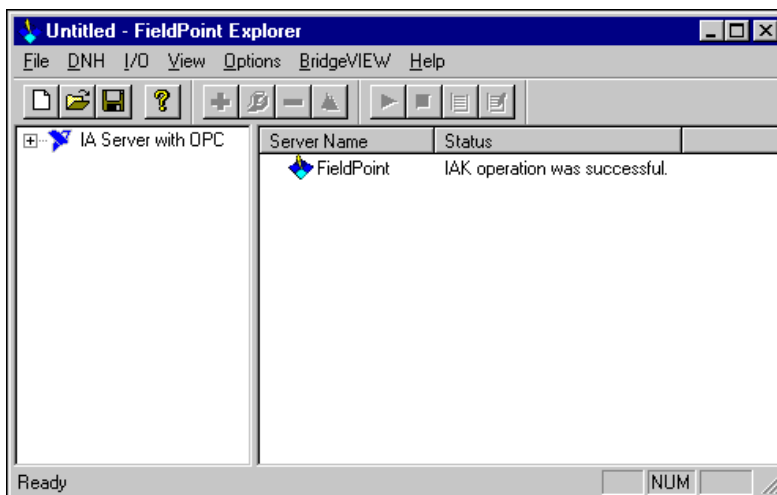 Untitled - FieldPoint Explorer
File DNH I/O View Options BridgeVIEW Help
IA Server with OPC
Server Name Status
FieldPoint IAK operation was successful.
Ready NUM